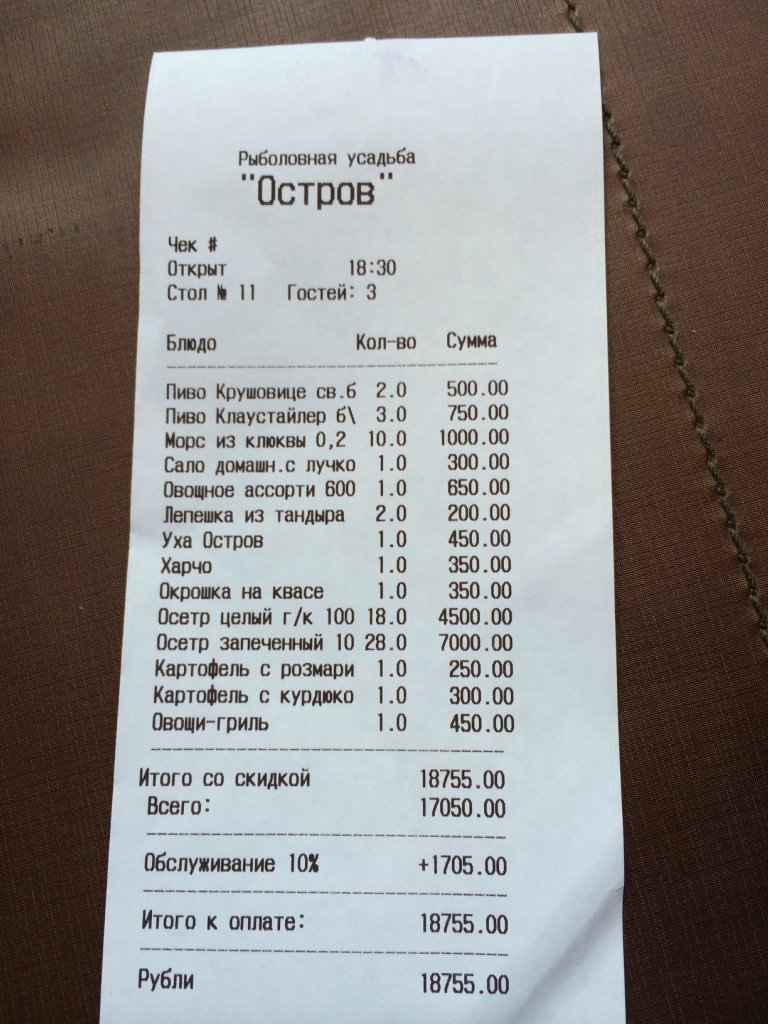 Рыболовная усадьба
"Остров"
Чек #
Открыт 18:30
Стол № 11 Гостей: 3
Блюдо Кол-во Сумма
Пиво Крушовице св.б 2.0 500.00
Пиво Клаустайлер б\ 3.0 750.00
Морс из клюквы 0,2 10.0 1000.00
Сало домашн.с лучко 1.0 300.00
Овощное ассорти 600 1.0 650.00
Лепешка из тандыра 2.0 200.00
Уха Остров 1.0 450.00
Харчо 1.0 350.00
Окрошка на квасе 1.0 350.00
Осетр целый г/к 100 18.0 4500.00
Осетр запеченный 10 28.0 7000.00
Картофель с розмари 1.0 250.00
Картофель с курдюко 1.0 300.00
Овощи-гриль 1.0 450.00
Итого со скидкой 18755.00
Всего: 17050.00
Обслуживание 10% +1705.00
Итого к оплате: 18755.00
Рубли 18755.00